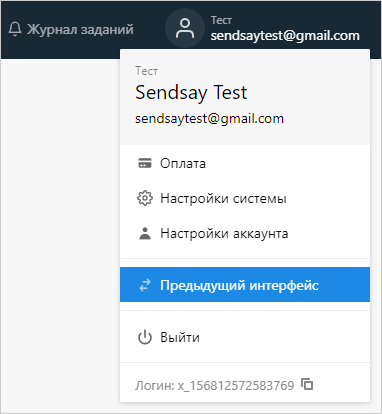 Журнал заданий
Тест
sendsaytest@gmail.com
Тест
Sendsay Test
sendsaytest@gmail.com
Оплата
Настройки системы
Настройки аккаунта
Предыдущий интерфейс
Выйти
Логин: x_156812572583769